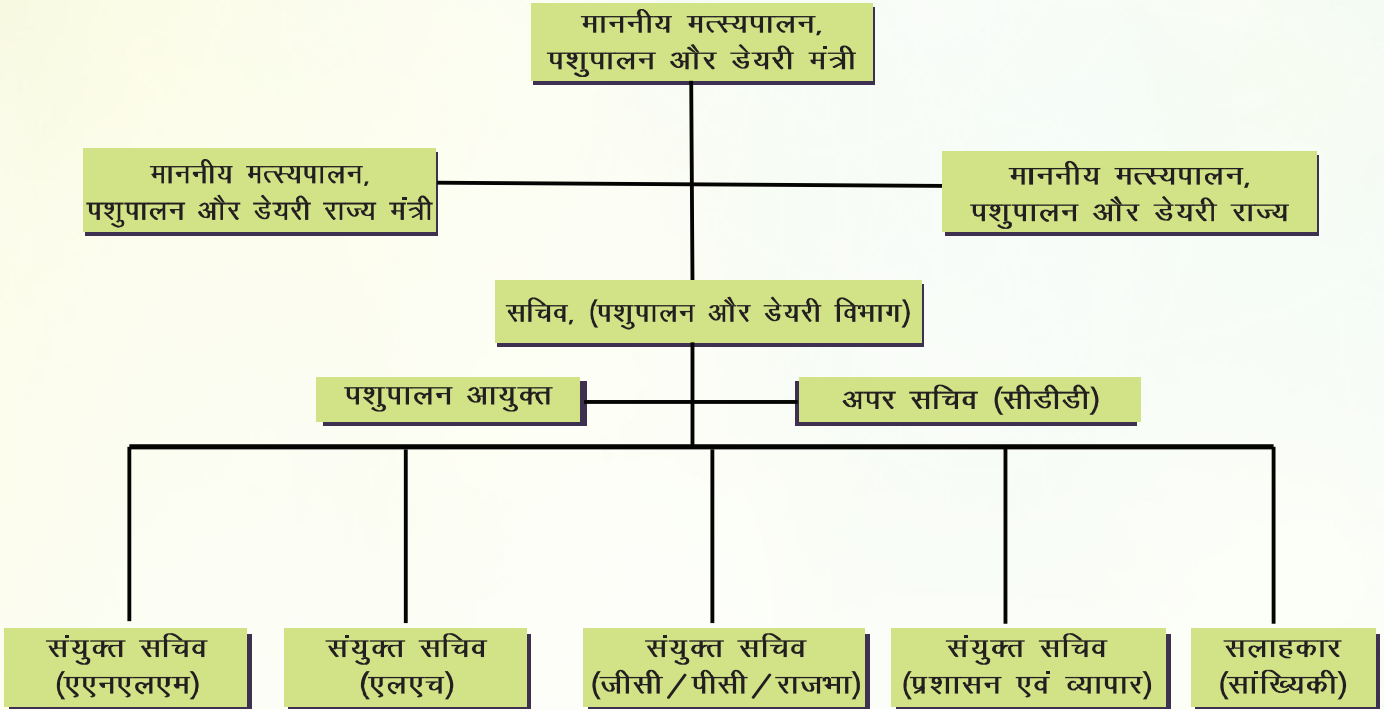 माननीय मत्स्यपालन,
पशुपालन और डेयरी मंत्री
माननीय मत्स्यपालन,
पशुपालन और डेयरी राज्य मंत्री
माननीय मत्स्यपालन,
पशुपालन और डेयरी राज्य
सचिव, (पशुपालन और डेयरी विभाग)
पशुपालन आयुक्त
अपर सचिव (सीडीडी)
संयुक्त सचिव
(एएनएलएम)
संयुक्त सचिव
(एलएच)
संयुक्त सचिव
(जीसी/पीसी/राजभा)
संयुक्त सचिव
(प्रशासन एवं व्यापार)
सलाहकार
(सांख्यिकी)